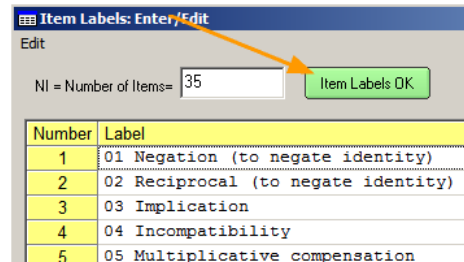 Item Labels: Enter/Edit
Edit
NI = Number of Items= 35 Item Labels OK
Number Label
1 01 Negation (to negate identity)
2 02 Reciprocal (to negate identity)
3 03 Implication
4 04 Incompatibility
5 05 Multiplicative compensation